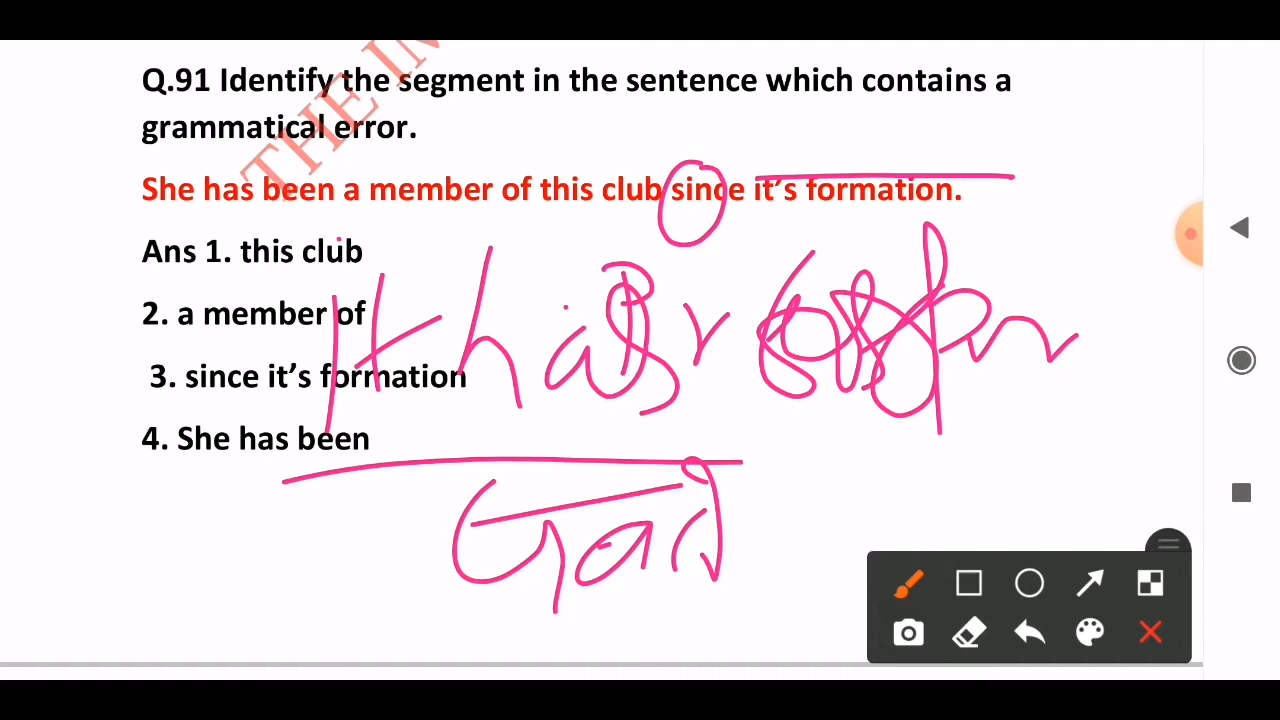 Q.91 Identify the segment in the sentence which contains a
grammatical error.
She has been a member of this club since it’s formation.
Ans 1. this club
2. a member of
3. since it’s formation
4. She has been
THE